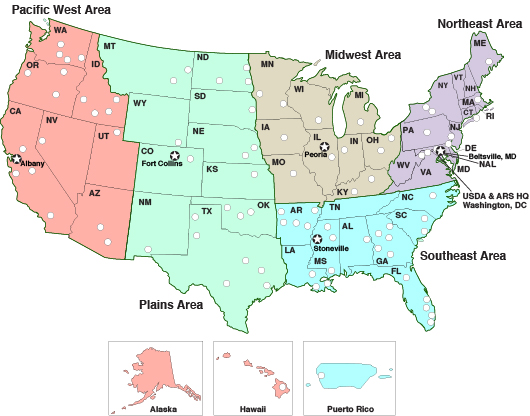 Pacific West Area
Northeast Area
Midwest Area
WA
MT
ND
MN
ME
OR
ID
WI
MI
VT
NY
NH
SD
MA
WY
CT
RI
CA
NV
IA
PA
NJ
NE
IL
IN
OH
UT
CO
Peoria
DE
Beltsville, MD
NAL
Albany
Fort Collins
KS
MO
WV
VA
MD
KY
USDA & ARS HQ
Washington, DC
AZ
NM
OK
TN
NC
TX
AR
SC
AL
LA
Stoneville
MS
GA
Southeast Area
FL
Plains Area
Alaska
Hawaii
Puerto Rico